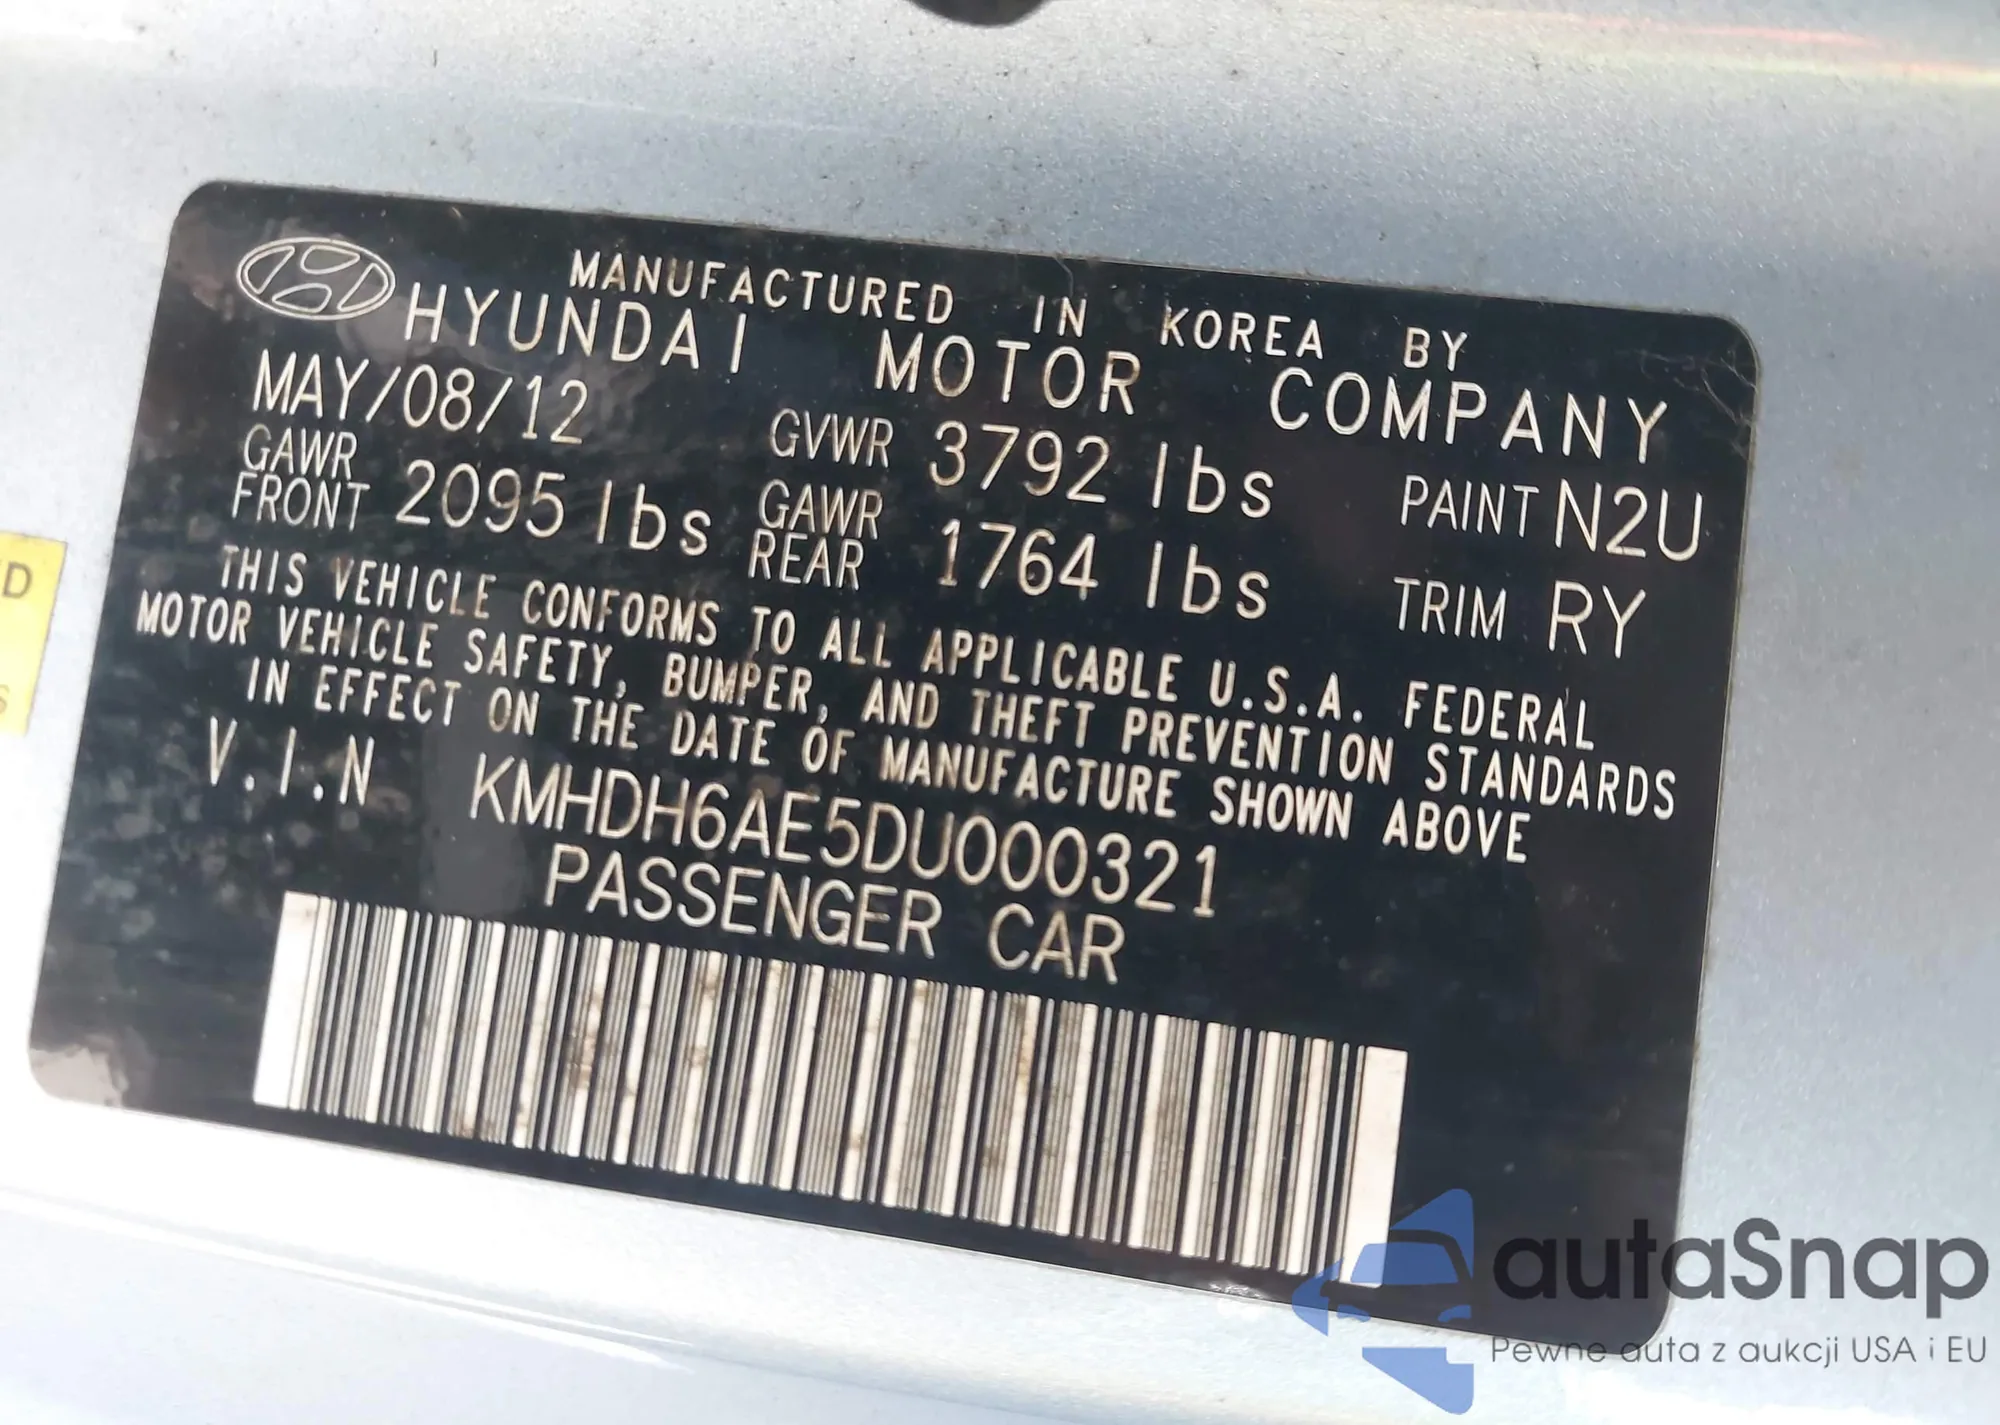 MANUFACTURED IN KOREA BY
HYUNDAI MOTOR COMPANY
MAY/08/12 GVWR 3792 lbs PAINT N2U
GAWR FRONT 2095 lbs GAWR REAR 1764 lbs TRIM RY
THIS VEHICLE CONFORMS TO ALL APPLICABLE U.S.A. FEDERAL
MOTOR VEHICLE SAFETY, BUMPER, AND THEFT PREVENTION STANDARDS
IN EFFECT ON THE DATE OF MANUFACTURE SHOWN ABOVE
V.I.N KMHDH6AE5DU000321
PASSENGER CAR
D
S
autaSnap
Pewne auta z aukcji USA i EU